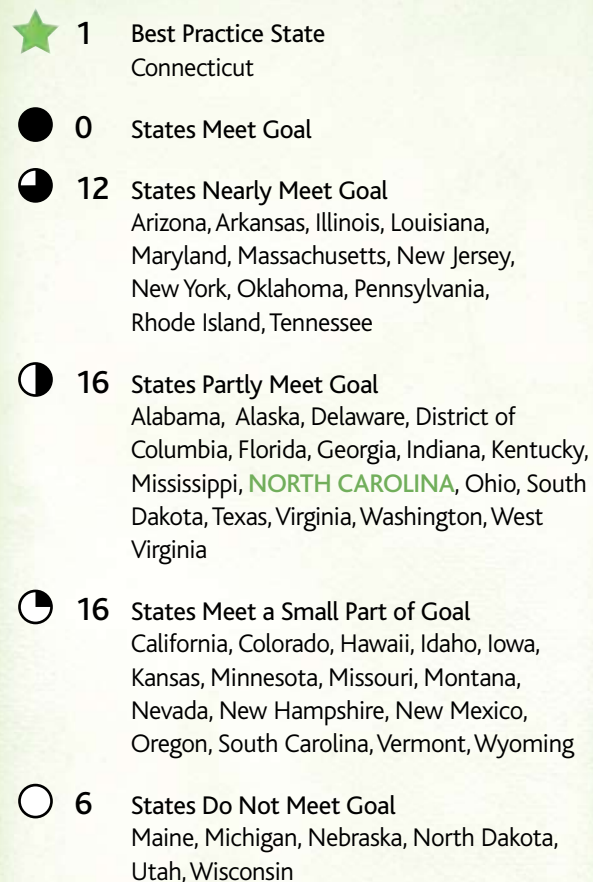 1 Best Practice State
Connecticut
0 States Meet Goal
12 States Nearly Meet Goal
Arizona, Arkansas, Illinois, Louisiana,
Maryland, Massachusetts, New Jersey,
New York, Oklahoma, Pennsylvania,
Rhode Island, Tennessee
16 States Partly Meet Goal
Alabama, Alaska, Delaware, District of
Columbia, Florida, Georgia, Indiana, Kentucky,
Mississippi, NORTH CAROLINA, Ohio, South
Dakota, Texas, Virginia, Washington, West
Virginia
16 States Meet a Small Part of Goal
California, Colorado, Hawaii, Idaho, Iowa,
Kansas, Minnesota, Missouri, Montana,
Nevada, New Hampshire, New Mexico,
Oregon, South Carolina, Vermont, Wyoming
6 States Do Not Meet Goal
Maine, Michigan, Nebraska, North Dakota,
Utah, Wisconsin